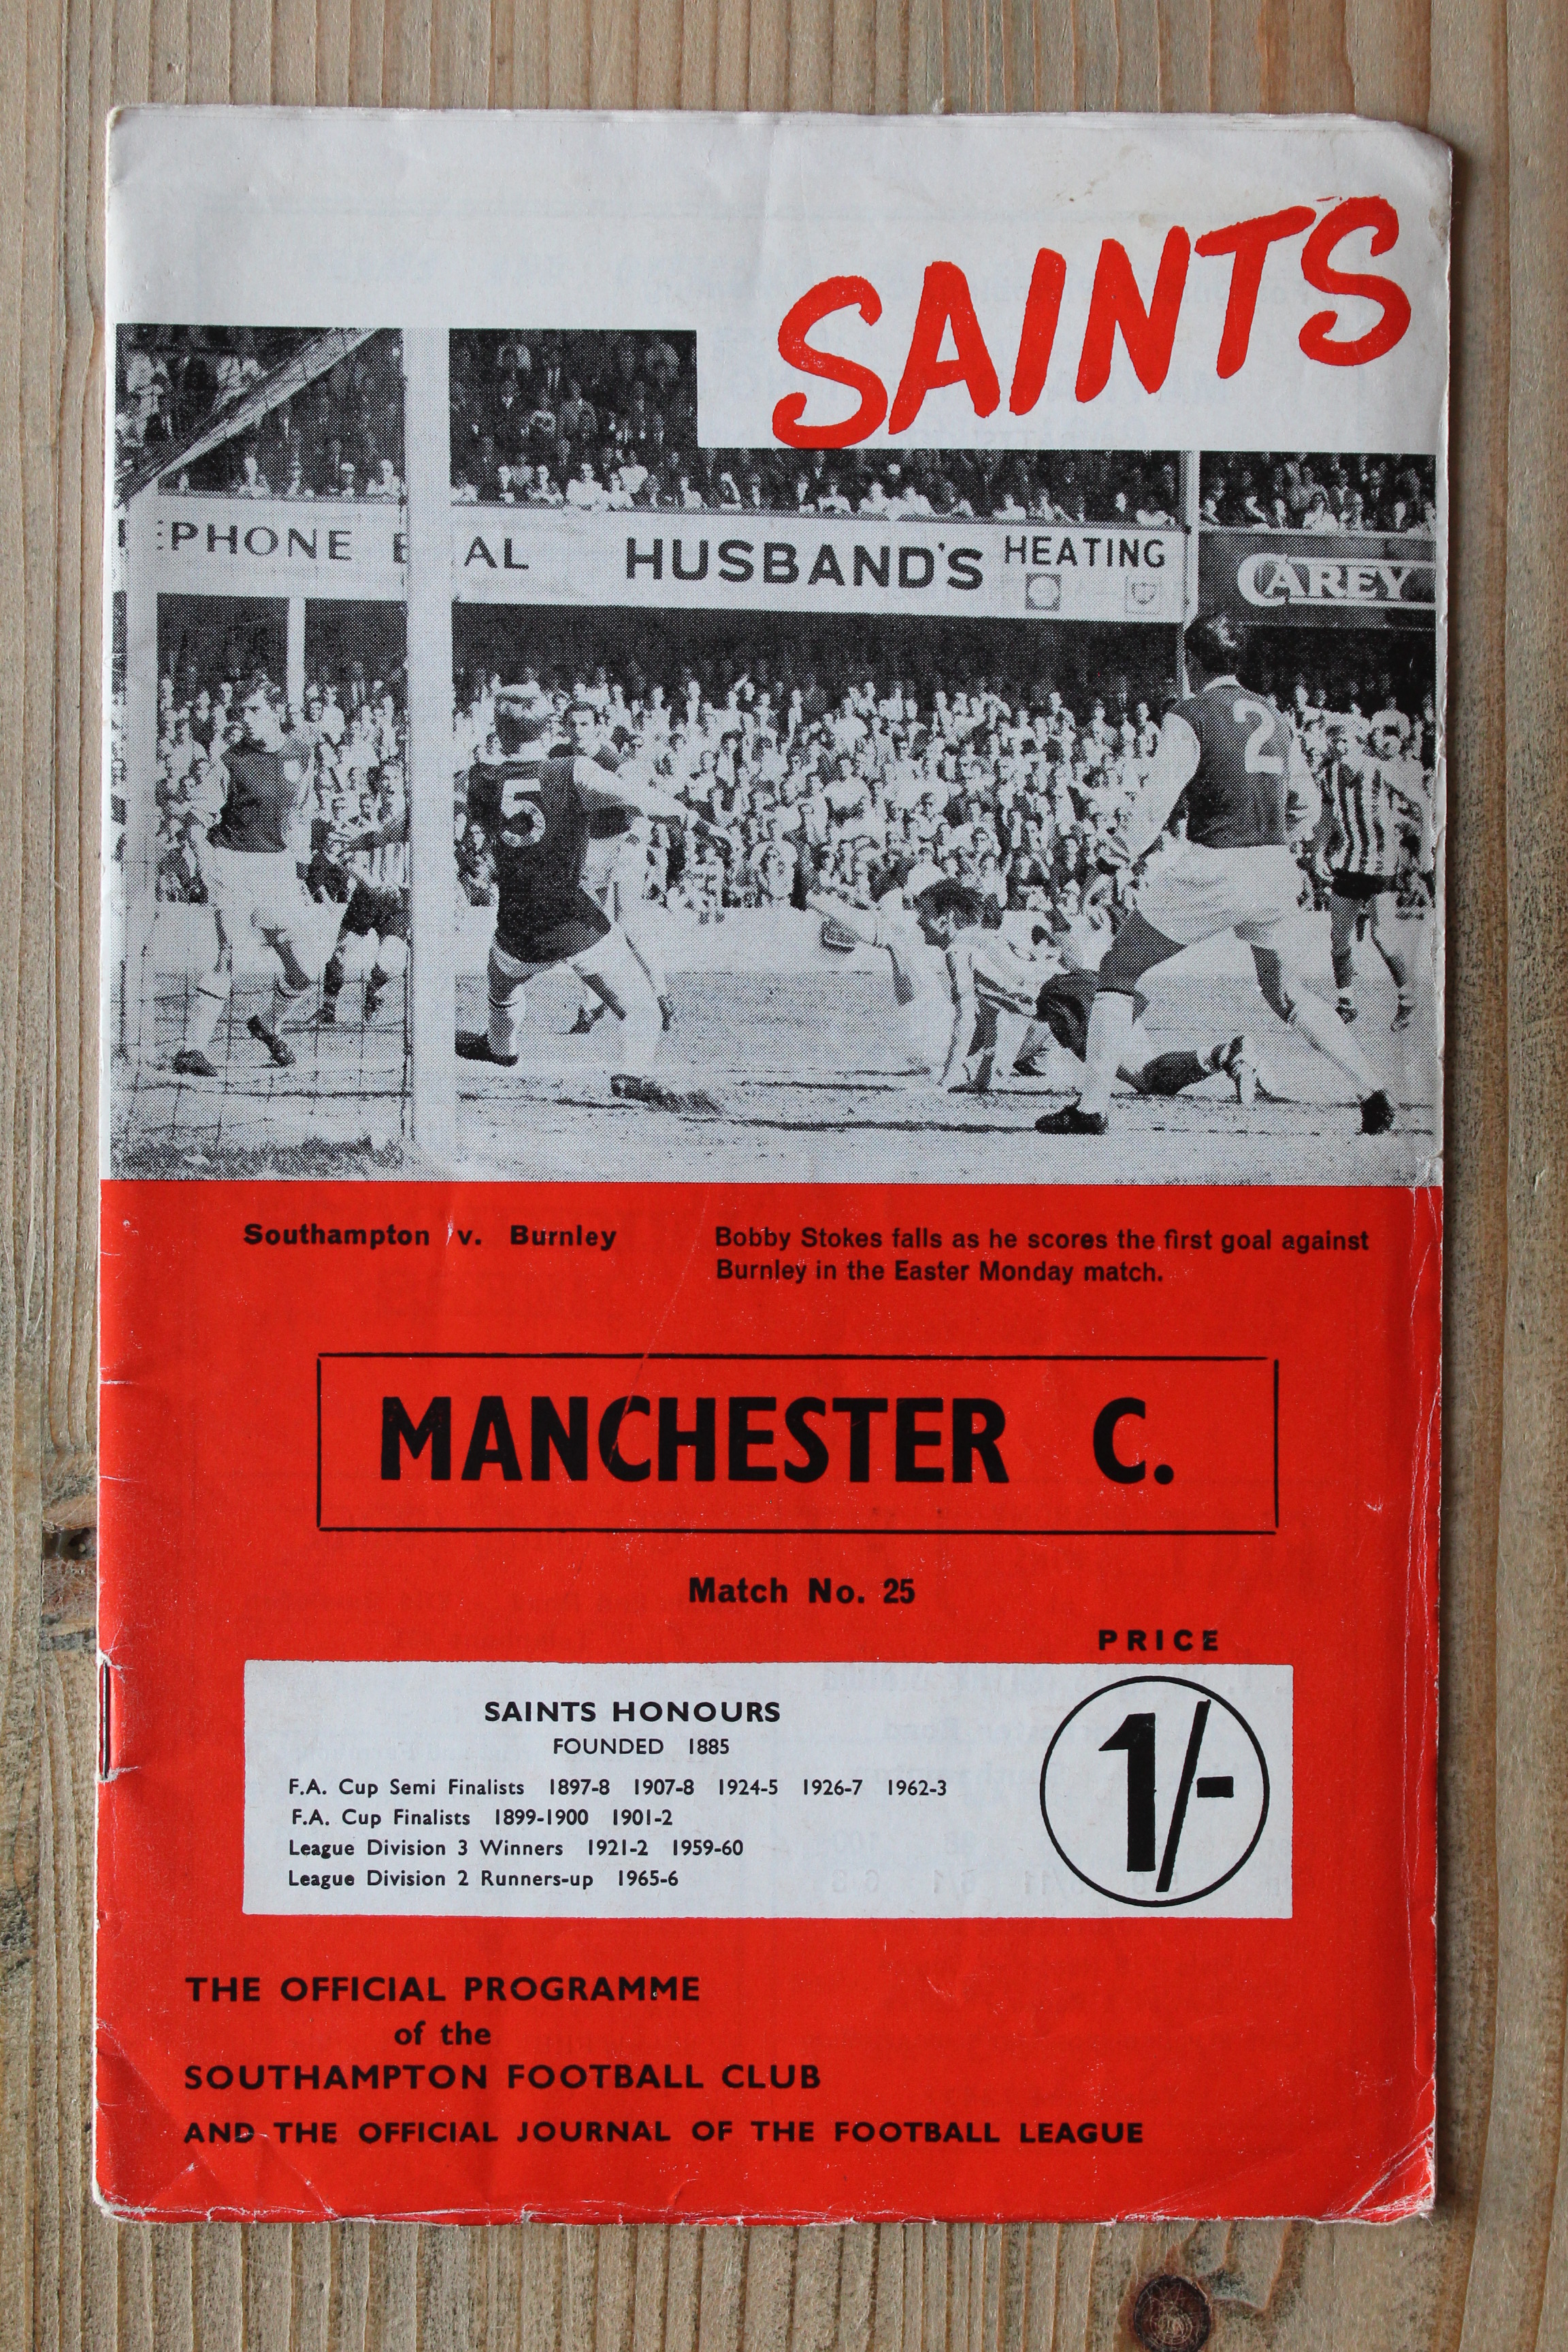 SAINTS
PHONE
AL
HUSBAND'S HEATING
CAREY
5
2
Southampton v. Burnley
Bobby Stokes falls as he scores the first goal against
Burnley in the Easter Monday match.
MANCHESTER C.
Match No. 25
PRICE
1/-
SAINTS HONOURS
FOUNDED 1885
F.A. Cup Semi Finalists 1897-8 1907-8 1924-5 1926-7 1962-3
F.A. Cup Finalists 1899-1900 1901-2
League Division 3 Winners 1921-2 1959-60
League Division 2 Runners-up 1965-6
THE OFFICIAL PROGRAMME
of the
SOUTHAMPTON FOOTBALL CLUB
AND THE OFFICIAL JOURNAL OF THE FOOTBALL LEAGUE